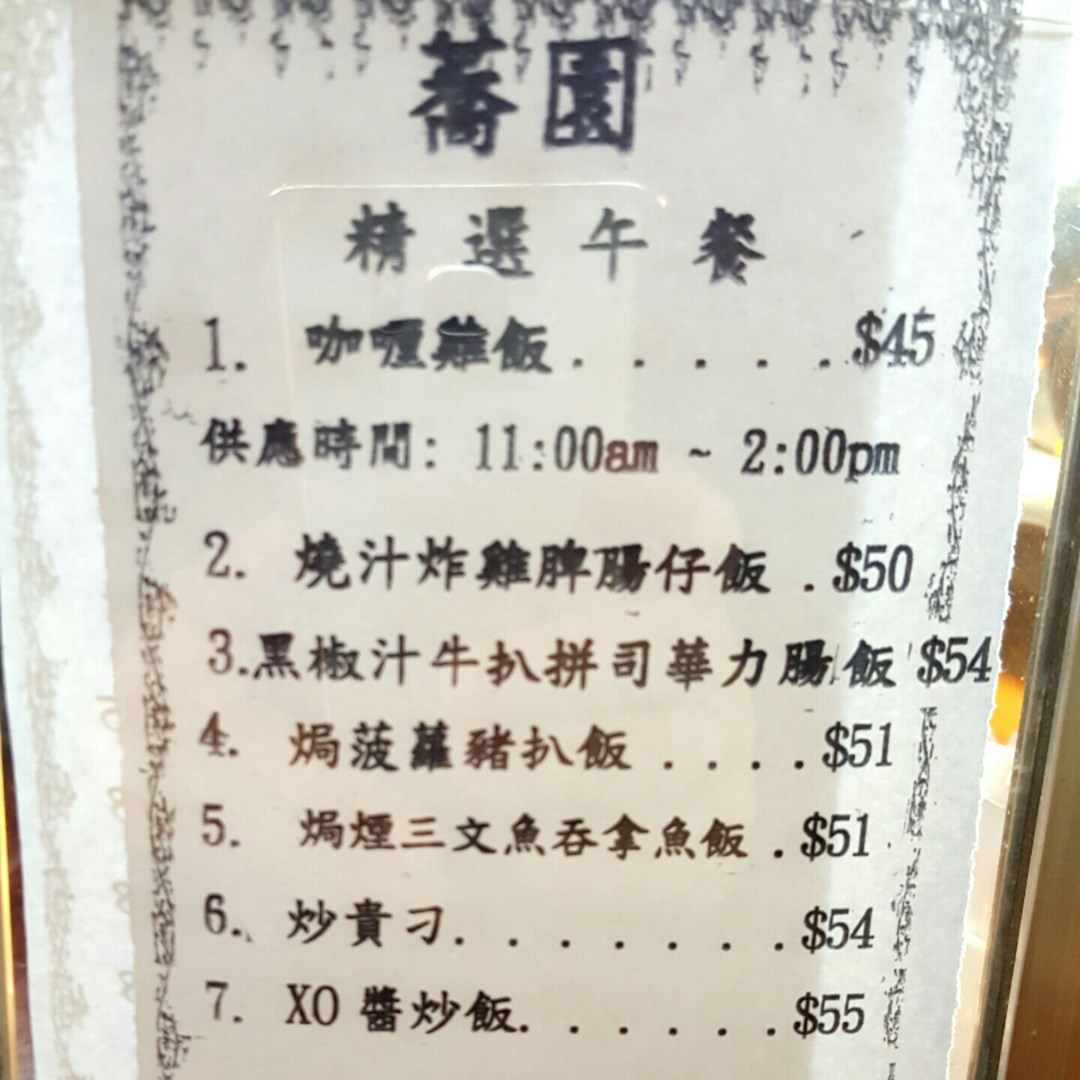 蕎園
精選午餐
1. 咖喱雞飯......$45
供應時間: 11:00am ~ 2:00pm
2. 燒汁炸雞脾腸仔飯 .$50
3.黑椒汁牛扒拼司華力腸飯 $54
4. 焗菠蘿豬扒飯 ....$51
5. 焗煙三文魚吞拿魚飯 .$51
6. 炒貴刁.......$54
7. XO 醬炒飯......$55